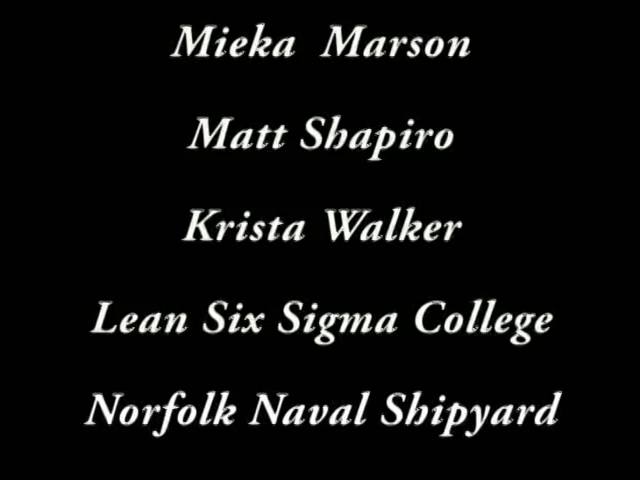 Mieka Marson
Matt Shapiro
Krista Walker
Lean Six Sigma College
Norfolk Naval Shipyard